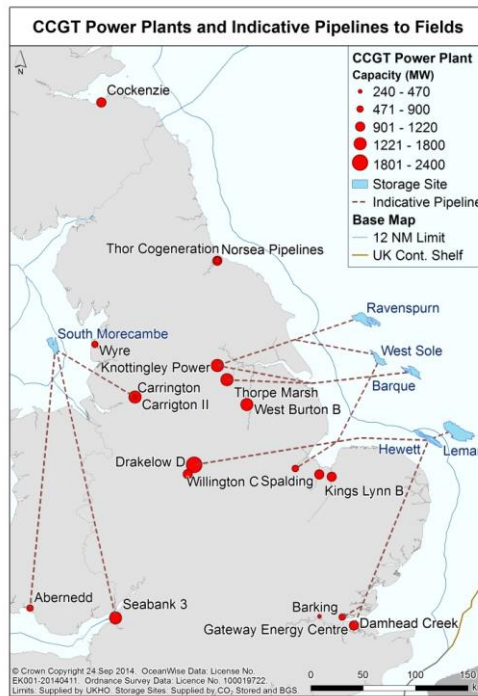 CCGT Power Plants and Indicative Pipelines to Fields
N
CCGT Power Plant
Capacity (MW)
240 - 470
471 - 900
901 - 1220
1221 - 1800
1801 - 2400
Storage Site
Indicative Pipeline
Base Map
12 NM Limit
UK Cont. Shelf
Cockenzie
Thor Cogeneration
Norsea Pipelines
Ravenspurn
South Morecambe
Wyre
West Sole
Knottingley Power
Barque
Carrington
Carrigton II
Thorpe Marsh
West Burton B
Drakelow D
Hewett
Leman
Willington C
Spalding
Kings Lynn B
Abernedd
Seabank 3
Barking
Gateway Energy Centre
Damhead Creek
© Crown Copyright 24 Sep 2014. OceanWise Data: License No.
EK001-20140411. Ordnance Survey Data: Licence No. 100019722.
Limits. Supplied by UKHO. Storage Sites. Supplied by CO2 Stored and BGS.
0 50 100 150